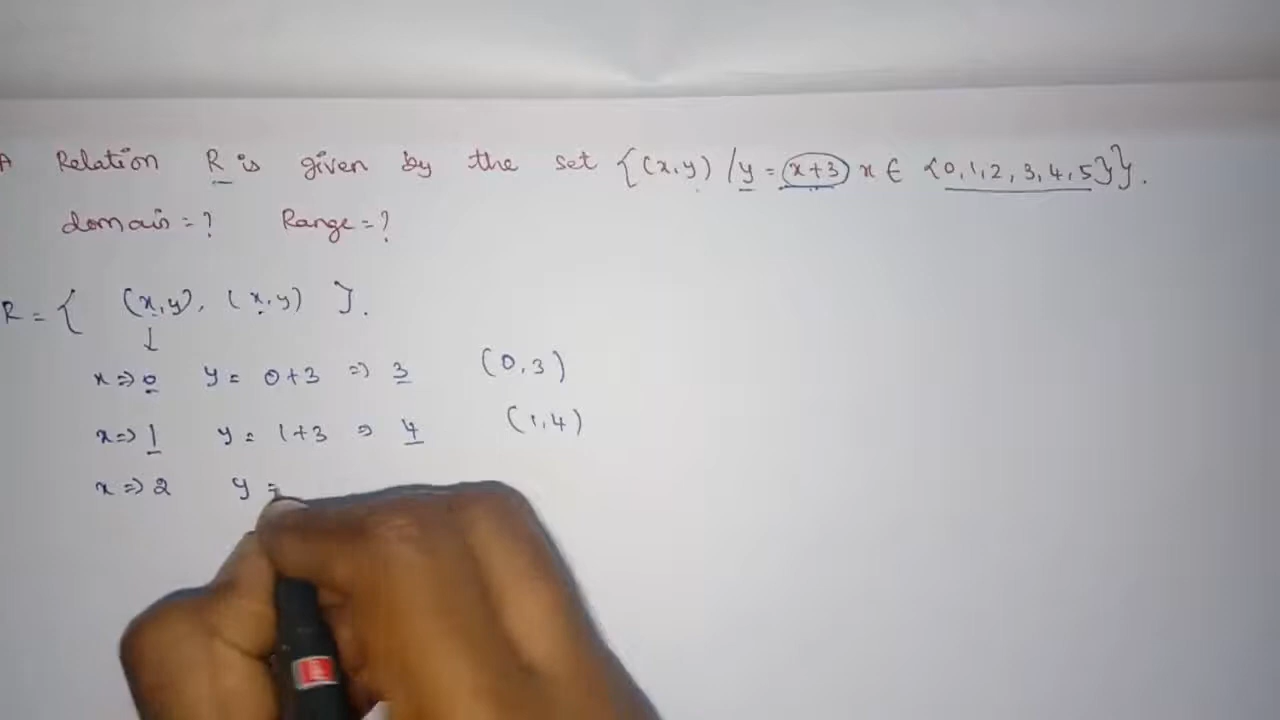 A Relation R is given by the set {(x,y) / y = x+3 x ∈ {0,1,2,3,4,5}}.
domain = ? Range = ?
R = { (x,y), (x,y) }.
↓
x => 0 y = 0+3 => 3 (0,3)
x => 1 y = 1+3 => 4 (1,4)
x => 2 y =